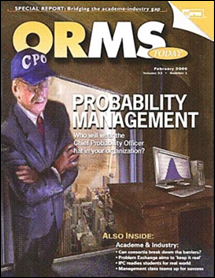 SPECIAL REPORT: Bridging the academe-industry gap
ORMS
TODAY
February 2006
CPO
PROBABILITY
MANAGEMENT
Who will wear the
Chief Probability Officer
hat in your organization?
ALSO INSIDE:
Academe & Industry:
• Can consortia break down the barriers?
• Problem Exchange aims to 'keep it real'
• IPC readies students for real world
• Management class teams up for success